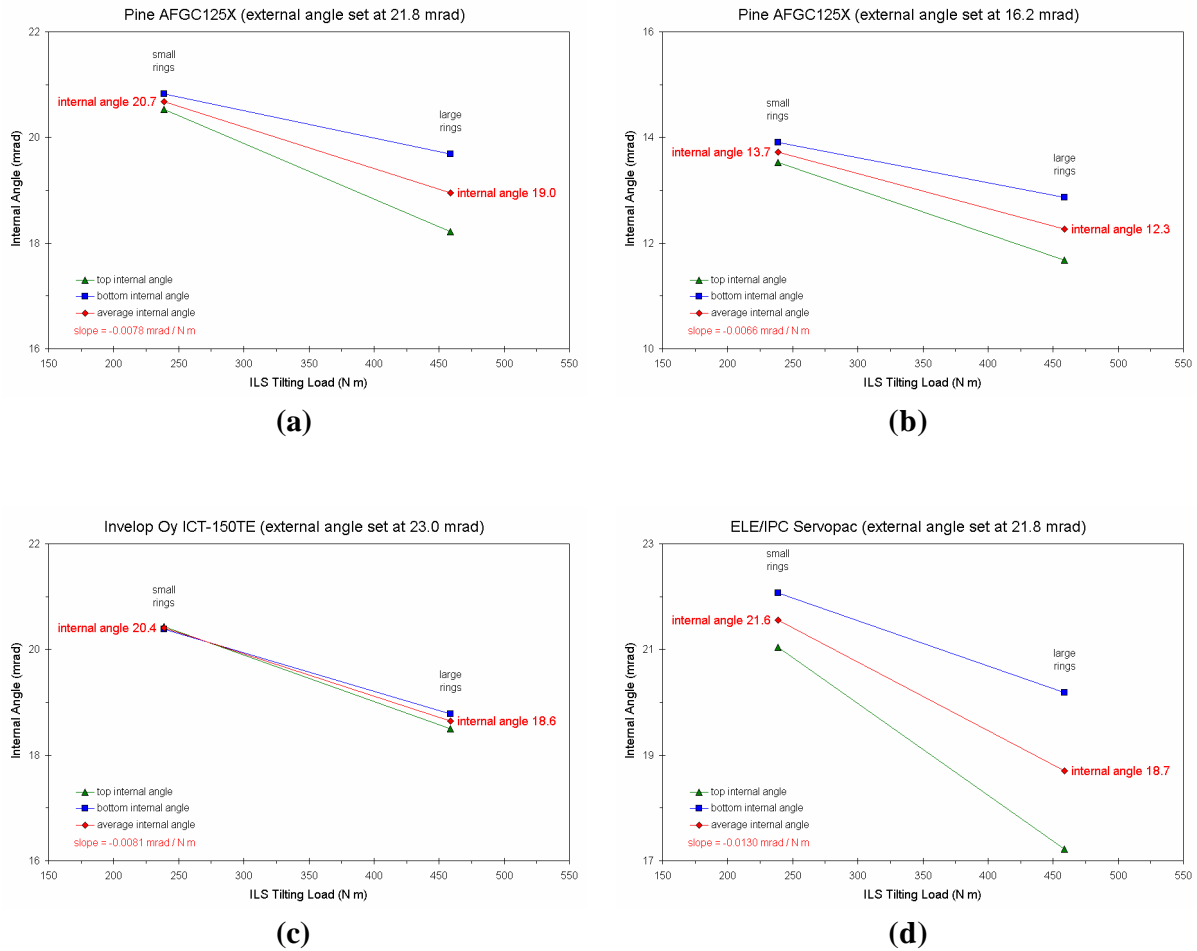 Pine AFGC125X (external angle set at 21.8 mrad)
22
20
18
16
Internal Angle (mrad)
small
rings
internal angle 20.7
large
rings
internal angle 19.0
top internal angle
bottom internal angle
average internal angle
slope = -0.0078 mrad / N m
150 200 250 300 350 400 450 500 550
ILS Tilting Load (N m)
(a)
Pine AFGC125X (external angle set at 16.2 mrad)
16
14
12
10
Internal Angle (mrad)
small
rings
internal angle 13.7
large
rings
internal angle 12.3
top internal angle
bottom internal angle
average internal angle
slope = -0.0066 mrad / N m
150 200 250 300 350 400 450 500 550
ILS Tilting Load (N m)
(b)
Invelop Oy ICT-150TE (external angle set at 23.0 mrad)
22
20
18
16
Internal Angle (mrad)
small
rings
internal angle 20.4
large
rings
internal angle 18.6
top internal angle
bottom internal angle
average internal angle
slope = -0.0081 mrad / N m
150 200 250 300 350 400 450 500 550
ILS Tilting Load (N m)
(c)
ELE/IPC Servopac (external angle set at 21.8 mrad)
23
21
19
17
Internal Angle (mrad)
small
rings
internal angle 21.6
large
rings
internal angle 18.7
top internal angle
bottom internal angle
average internal angle
slope = -0.0130 mrad / N m
150 200 250 300 350 400 450 500 550
ILS Tilting Load (N m)
(d)